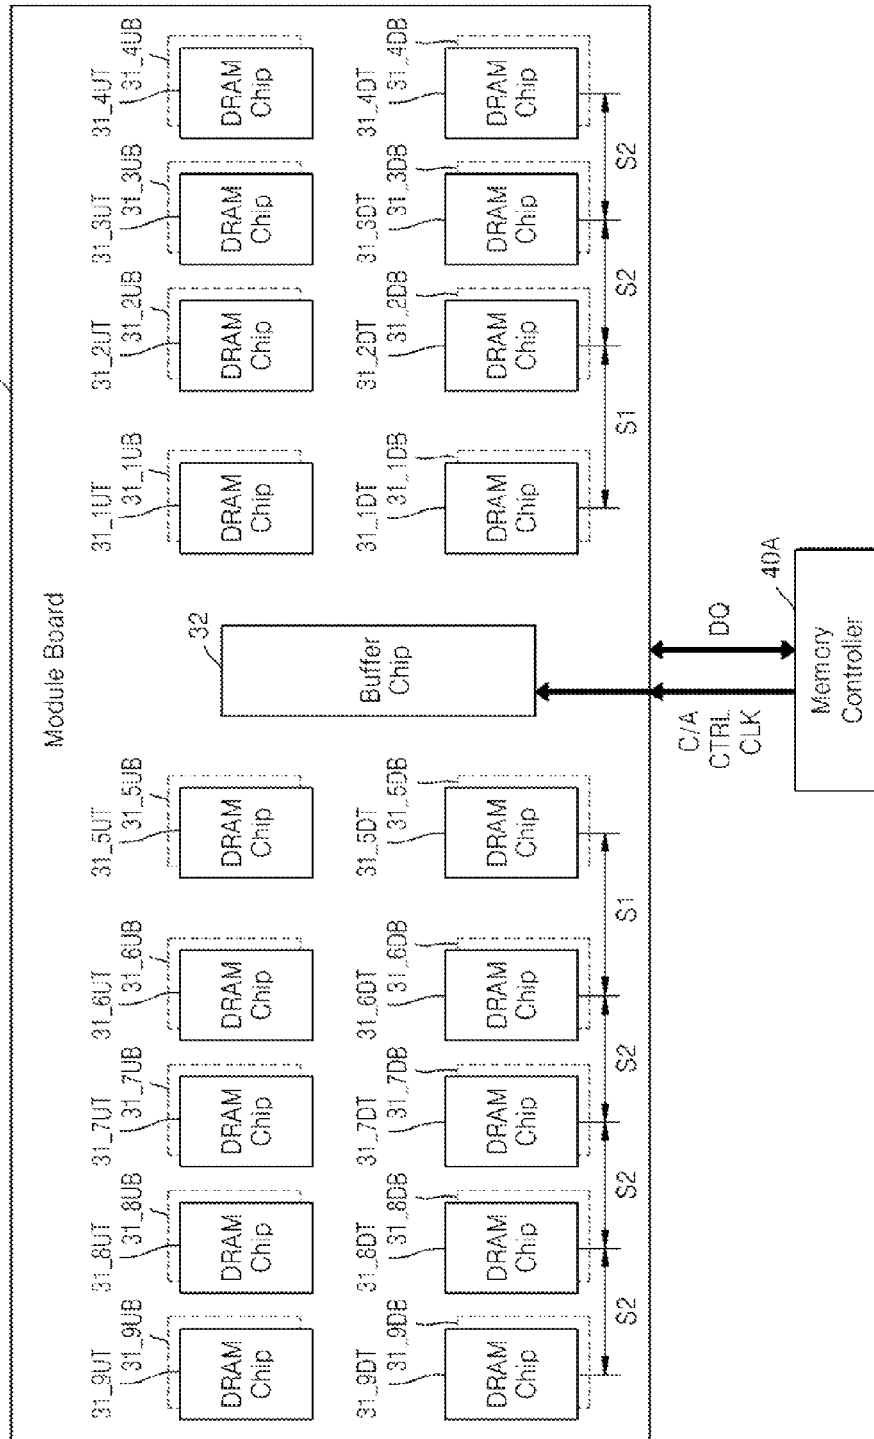 Module Board
31_9UT 31_8UT 31_7UT 31_6UT 31_5UT 31_1UT 31_2UT 31_3UT 31_4UT
31_9UB 31_8UB 31_7UB 31_6UB 31_5UB 31_1UB 31_2UB 31_3UB 31_4UB
32
DRAM DRAM DRAM DRAM DRAM DRAM DRAM DRAM DRAM
Chip Chip Chip Chip Chip Chip Chip Chip Chip
Buffer
Chip
31_9DT 31_8DT 31_7DT 31_6DT 31_5DT 31_1DT 31_2DT 31_3DT 31_4DT
31_9DB 31_8DB 31_7DB 31_6DB 31_5DB 31_1DB 31_2DB 31_3DB 31_4DB
DRAM DRAM DRAM DRAM DRAM DRAM DRAM DRAM DRAM
Chip Chip Chip Chip Chip Chip Chip Chip Chip
S2 S2 S2 S1 S1 S2 S2
C/A
CTRL
CLK
DQ
40A
Memory
Controller